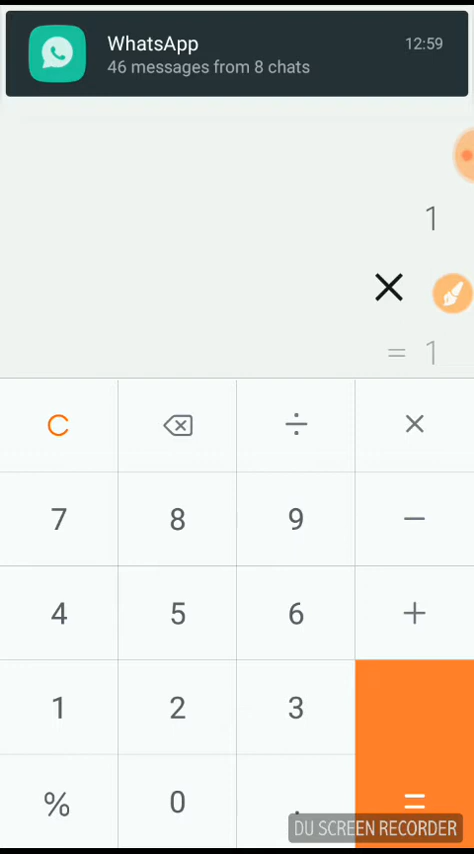 WhatsApp 12:59
46 messages from 8 chats
1
×
= 1
C ÷ ×
7 8 9 −
4 5 6 +
1 2 3
% 0 . =
DU SCREEN RECORDER